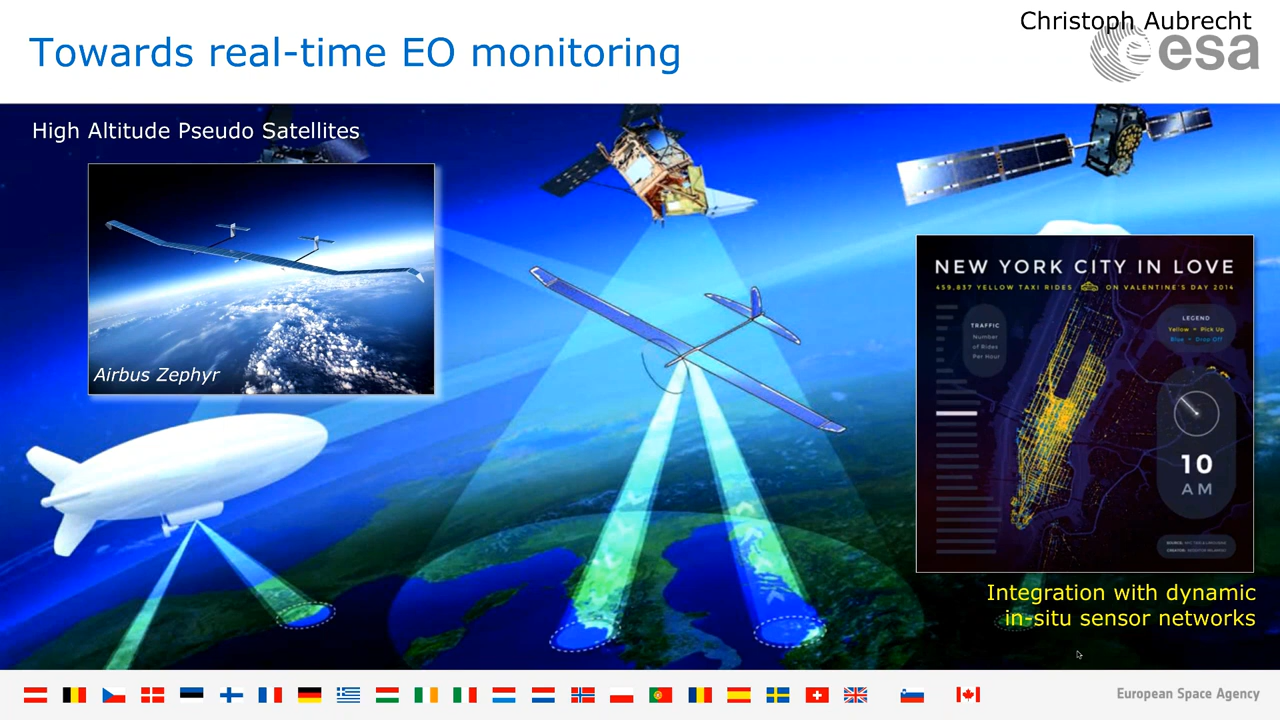 Christoph Aubrecht
Towards real-time EO monitoring
esa
High Altitude Pseudo Satellites
Airbus Zephyr
NEW YORK CITY IN LOVE
459,837 YELLOW TAXI RIDES ON VALENTINE'S DAY 2014
TRAFFIC
Number
of Rides
Per Hour
LEGEND
Yellow = Pick Up
Blue = Drop Off
10
AM
Integration with dynamic
in-situ sensor networks
European Space Agency